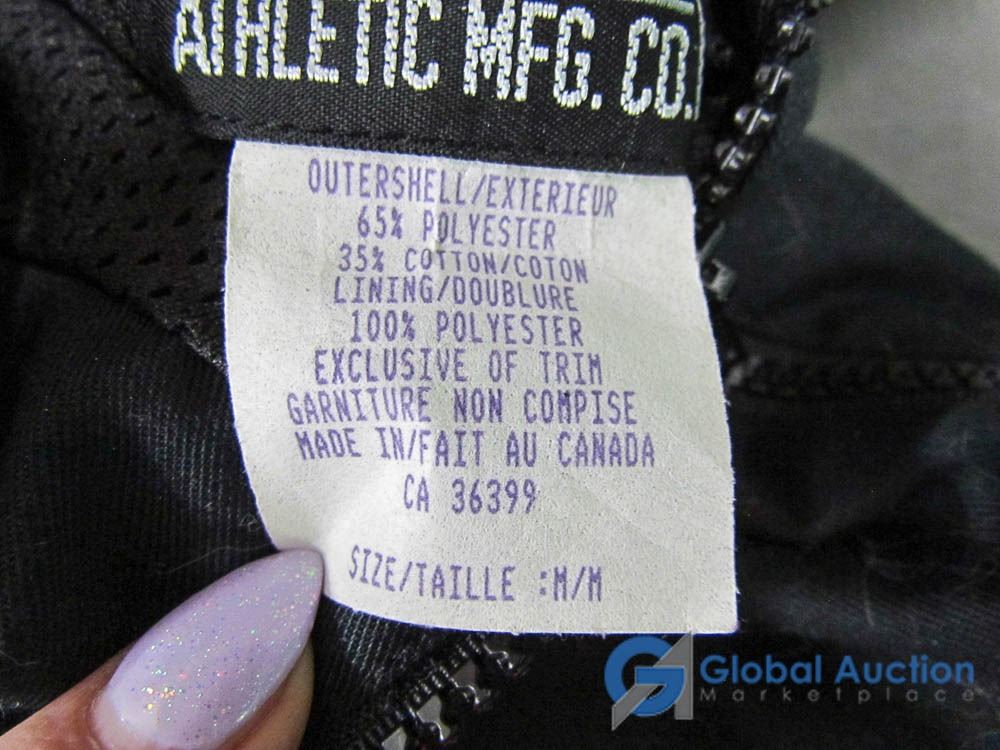 ATHLETIC MFG. CO.
OUTERSHELL/EXTERIEUR
65% POLYESTER
35% COTTON/COTON
LINING/DOUBLURE
100% POLYESTER
EXCLUSIVE OF TRIM
GARNITURE NON COMPISE
MADE IN/FAIT AU CANADA
CA 36399
SIZE/TAILLE :M/M
Global Auction
Marketplace